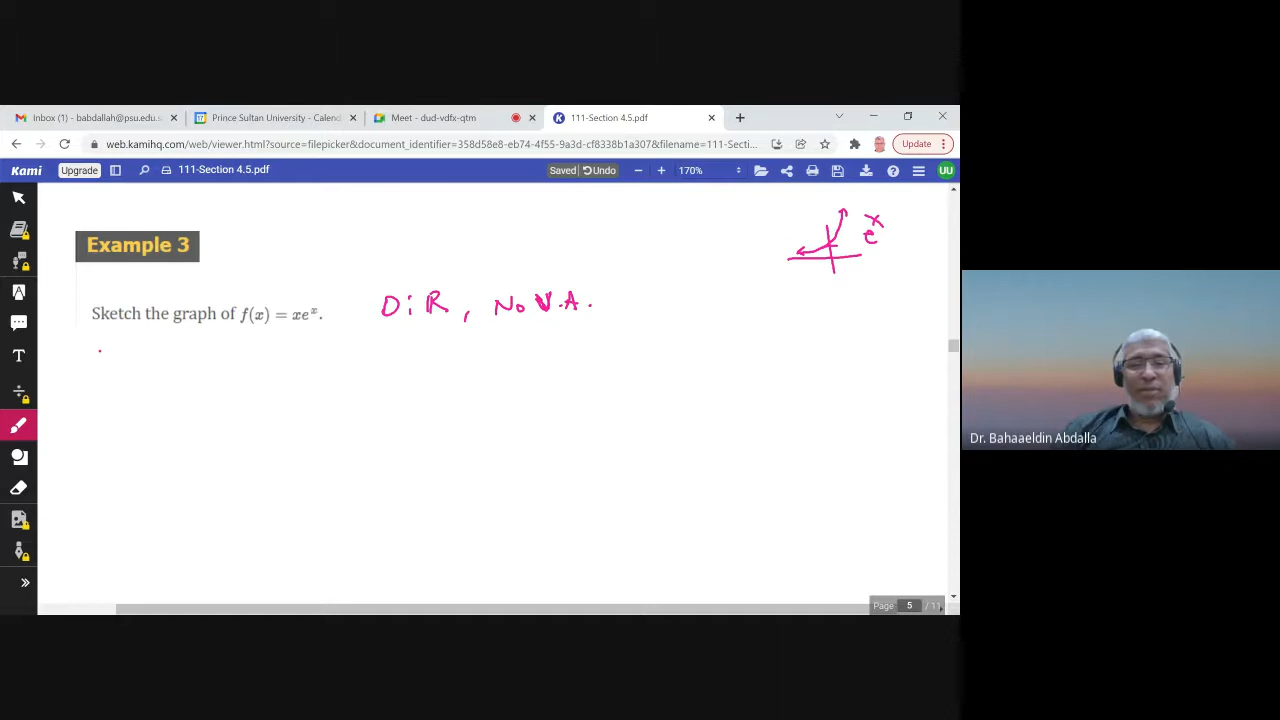 Inbox (1) - babdallah@psu.edu.s
Prince Sultan University - Calend
Meet - dud-vdfx-qtm
111-Section 4.5.pdf
web.kamihq.com/web/viewer.html?source=filepicker&document_identifier=358d58e8-eb74-4f55-9a3d-cf8338b1a307&filename=111-Secti...
Update
Kami
Upgrade
111-Section 4.5.pdf
Saved
Undo
170%
UU
e^x
Example 3
Sketch the graph of f(x) = xe^x.
D: R, No V.A.
Dr. Bahaaeldin Abdalla
Page 5 / 11